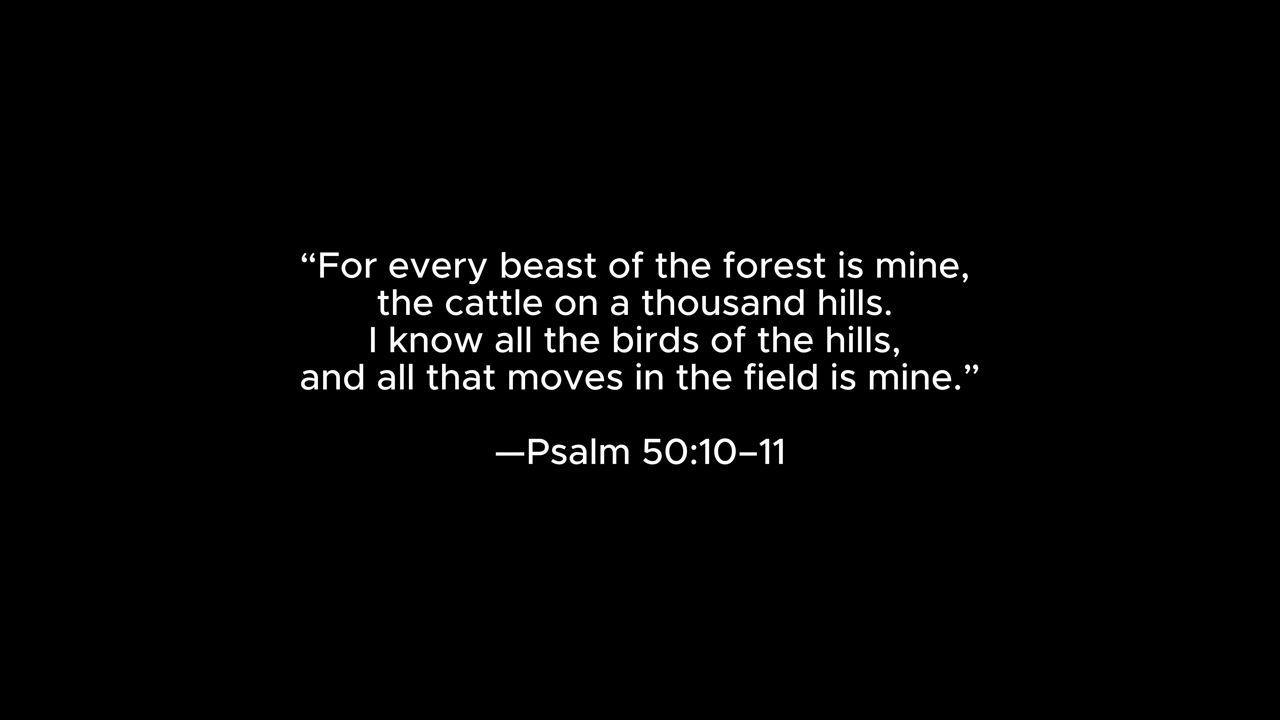 “For every beast of the forest is mine,
the cattle on a thousand hills.
I know all the birds of the hills,
and all that moves in the field is mine.”
—Psalm 50:10–11